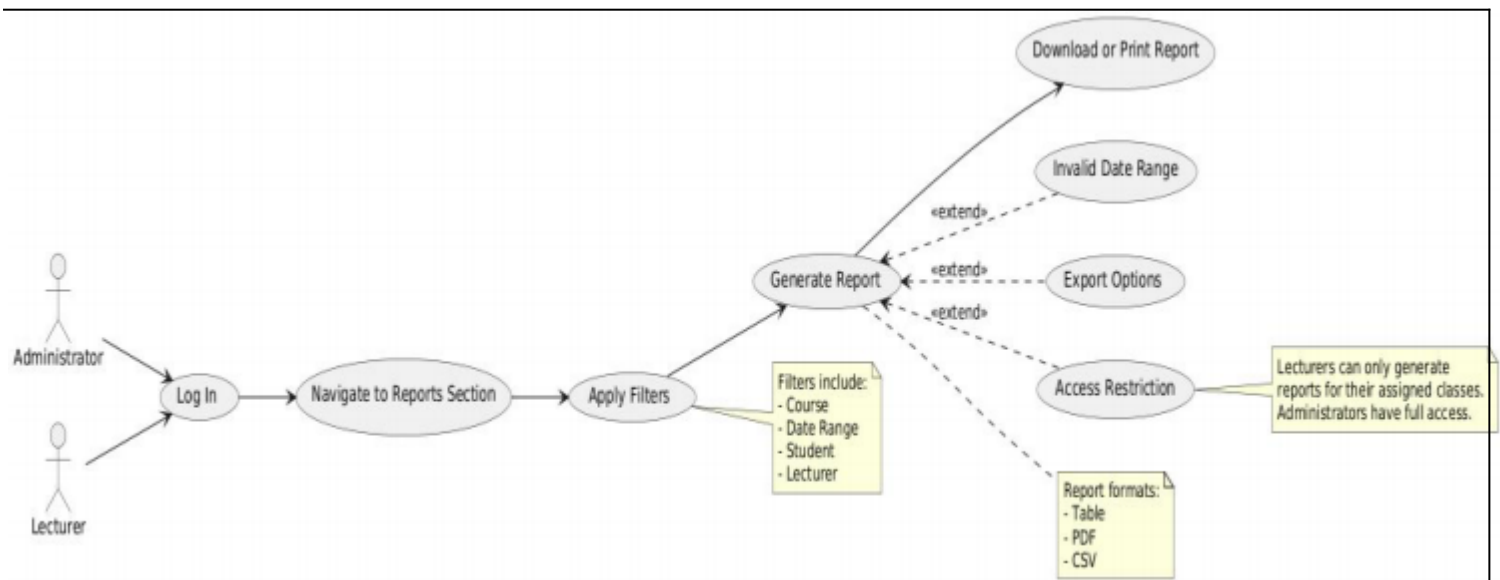 Download or Print Report
Invalid Date Range
«extend»
Generate Report
«extend»
Export Options
«extend»
Administrator
Log In
Navigate to Reports Section
Apply Filters
Filters include:
- Course
- Date Range
- Student
- Lecturer
Access Restriction
Lecturers can only generate
reports for their assigned classes.
Administrators have full access.
Lecturer
Report formats:
- Table
- PDF
- CSV